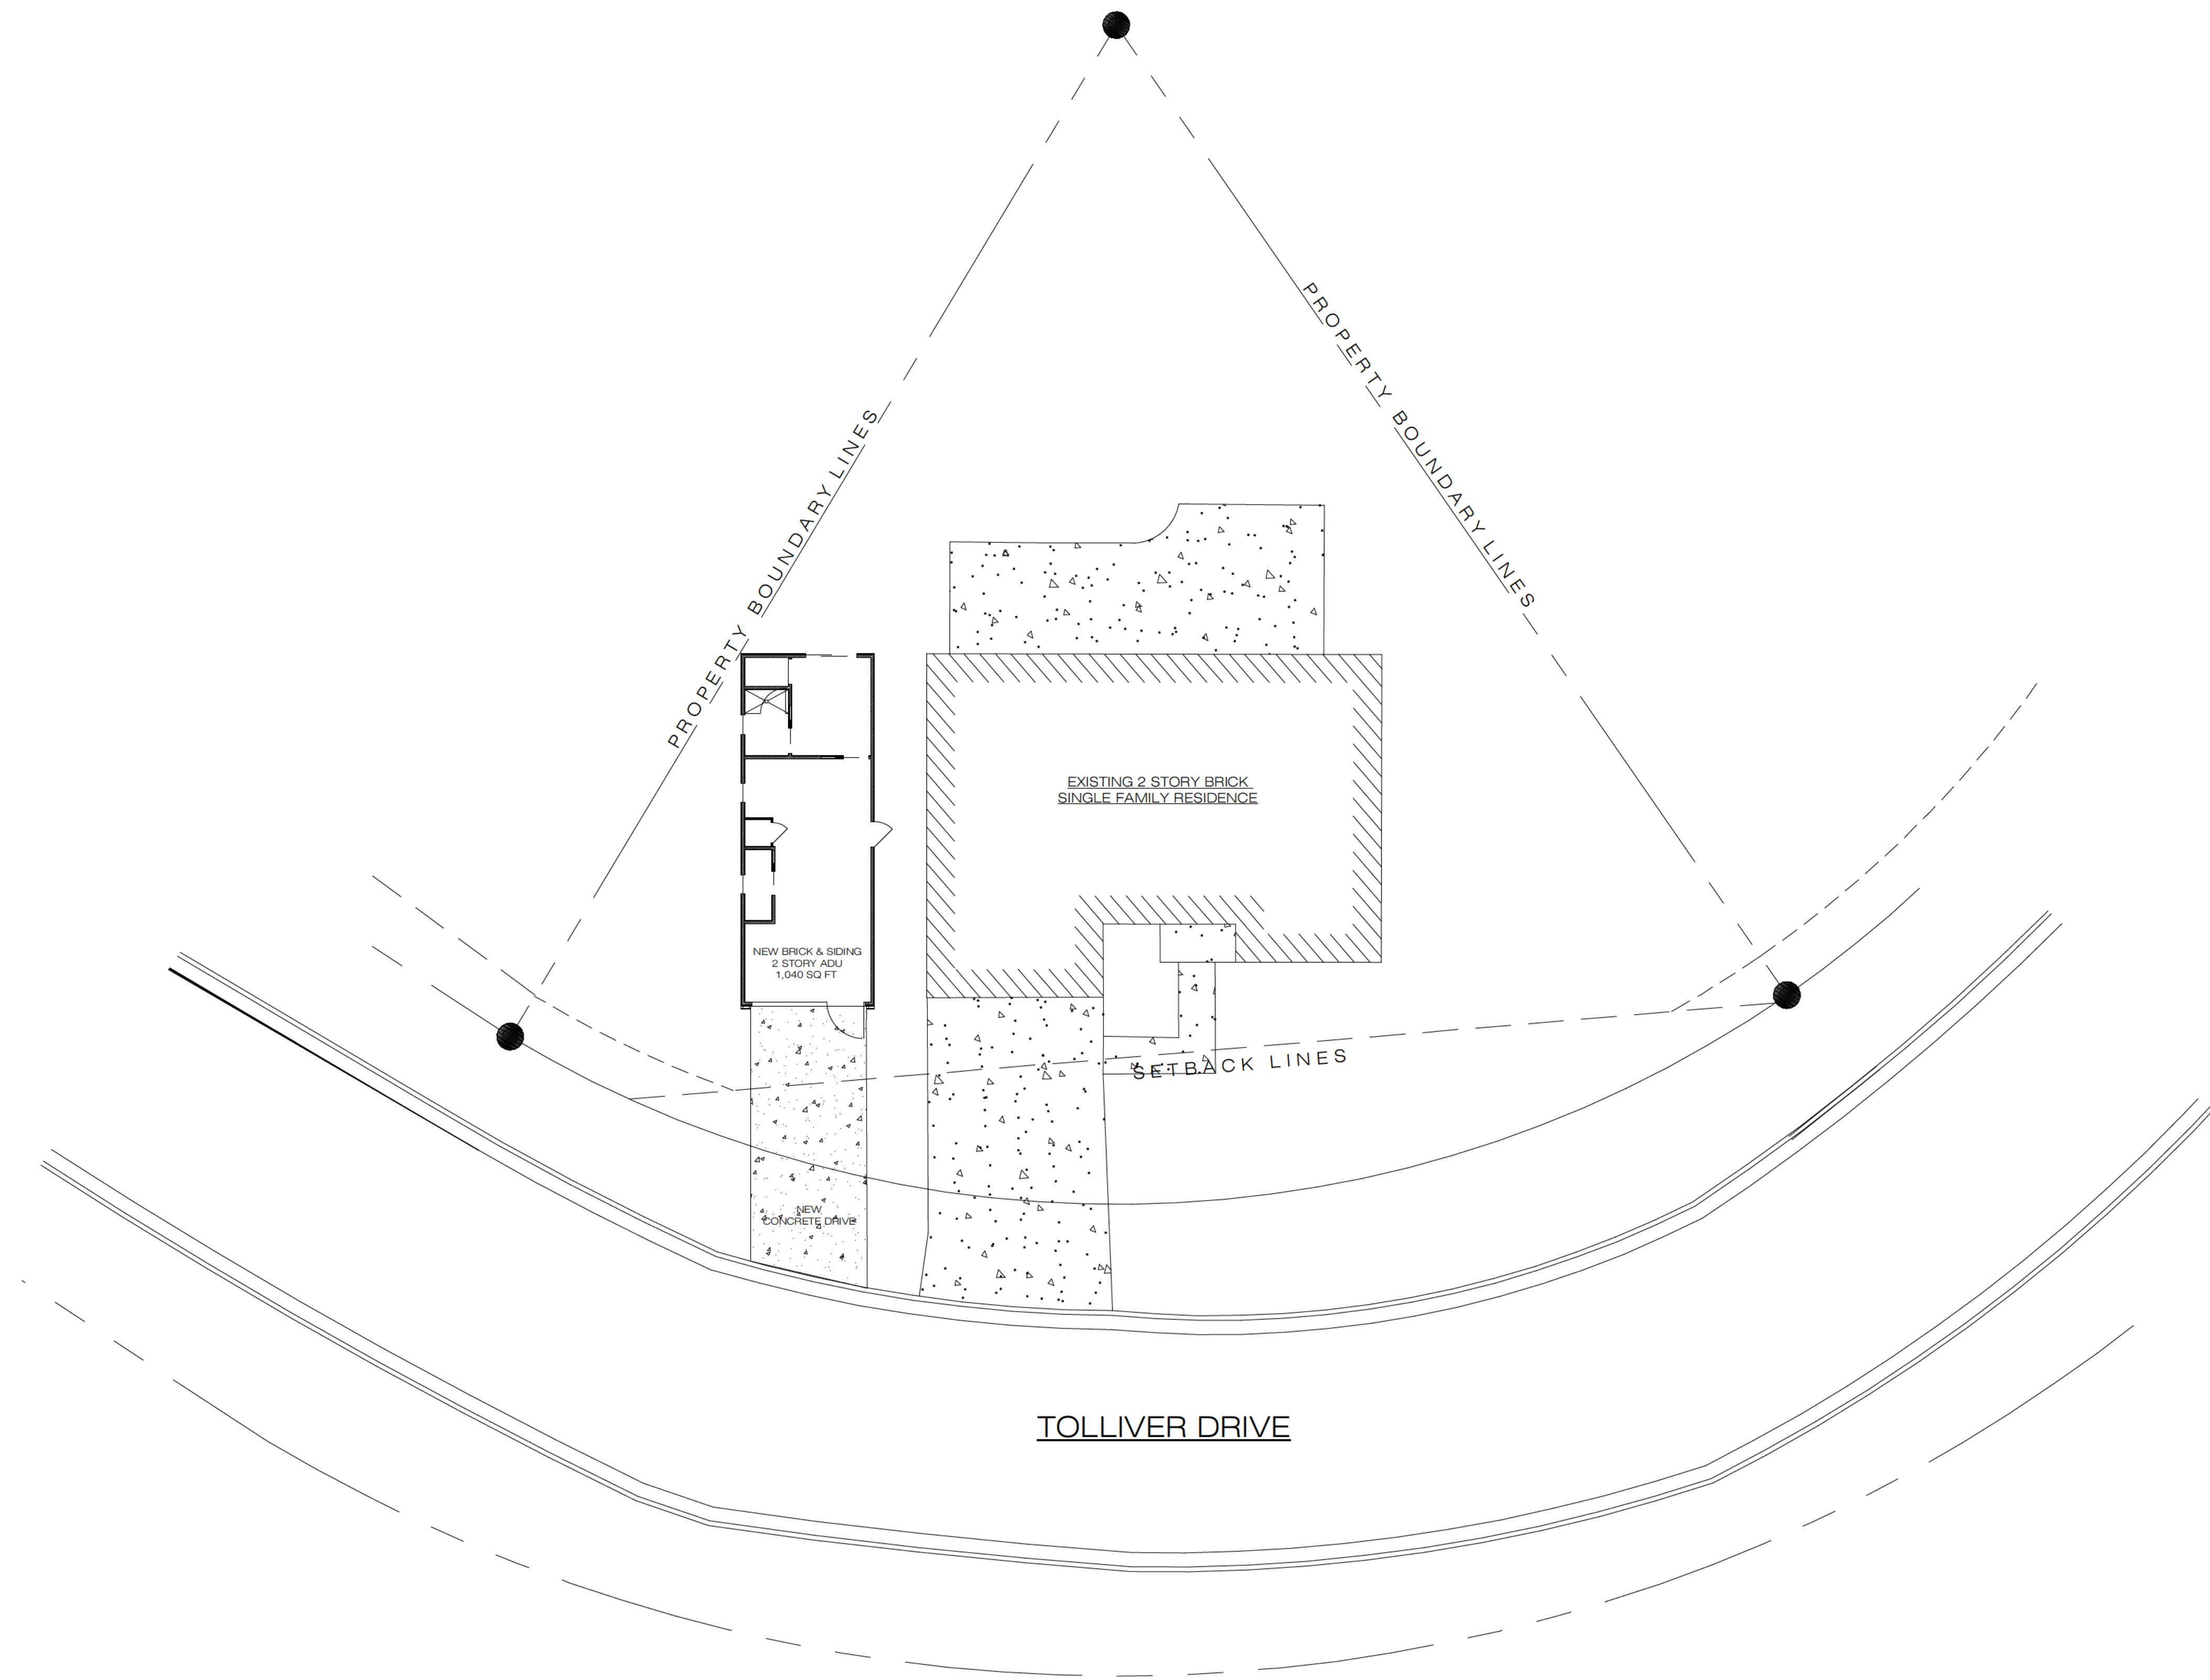 PROPERTY BOUNDARY LINES
PROPERTY BOUNDARY LINES
EXISTING 2 STORY BRICK
SINGLE FAMILY RESIDENCE
NEW BRICK & SIDING
2 STORY ADU
1,040 SQ FT
SETBACK LINES
NEW
CONCRETE DRIVE
TOLLIVER DRIVE